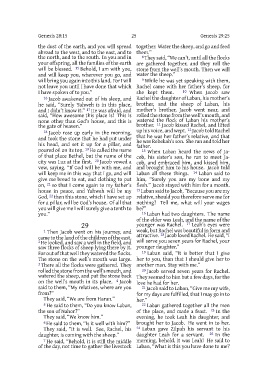 Genesis 28:15
25
Genesis 29:25
the dust of the earth, and you will spread
abroad to the west, and to the east, and to
the north, and to the south. In you and in
your offspring, all the families of the earth
will be blessed. 15 Behold, I am with you,
and will keep you, wherever you go, and
will bring you again into this land. For I will
not leave you until I have done that which
I have spoken of to you."
16 Jacob awakened out of his sleep, and
he said, "Surely Yahweh is in this place,
and I didn't know it." 17 He was afraid, and
said, "How awesome this place is! This is
none other than God's house, and this is
the gate of heaven."
18 Jacob rose up early in the morning,
and took the stone that he had put under
his head, and set it up for a pillar, and
poured oil on its top. 19 He called the name
of that place Bethel, but the name of the
city was Luz at the first. 20 Jacob vowed a
vow, saying, "If God will be with me, and
will keep me in this way that I go, and will
give me bread to eat, and clothing to put
on, 21 so that I come again to my father's
house in peace, and Yahweh will be my
God, 22 then this stone, which I have set up
for a pillar, will be God's house. Of all that
you will give me I will surely give a tenth to
you."
29
1 Then Jacob went on his journey, and
came to the land of the children of the east.
2 He looked, and saw a well in the field, and
saw three flocks of sheep lying there by it.
For out of that well they watered the flocks.
The stone on the well's mouth was large.
3 There all the flocks were gathered. They
rolled the stone from the well's mouth, and
watered the sheep, and put the stone back
on the well's mouth in its place. 4 Jacob
said to them, "My relatives, where are you
from?"
They said, "We are from Haran."
5 He said to them, "Do you know Laban,
the son of Nahor?"
They said, "We know him."
6 He said to them, "Is it well with him?"
They said, "It is well. See, Rachel, his
daughter, is coming with the sheep."
7 He said, "Behold, it is still the middle
of the day, not time to gather the livestock
together. Water the sheep, and go and feed
them."
8 They said, "We can't, until all the flocks
are gathered together, and they roll the
stone from the well's mouth. Then we will
water the sheep."
9 While he was yet speaking with them,
Rachel came with her father's sheep, for
she kept them. 10 When Jacob saw
Rachel the daughter of Laban, his mother's
brother, and the sheep of Laban, his
mother's brother, Jacob went near, and
rolled the stone from the well's mouth, and
watered the flock of Laban his mother's
brother. 11 Jacob kissed Rachel, and lifted
up his voice, and wept. 12 Jacob told Rachel
that he was her father's relative, and that
he was Rebekah's son. She ran and told her
father.
13 When Laban heard the news of Jacob,
his sister's son, he ran to meet Jacob,
and embraced him, and kissed him,
and brought him to his house. Jacob told
Laban all these things. 14 Laban said to
him, "Surely you are my bone and my
flesh." Jacob stayed with him for a month.
15 Laban said to Jacob, "Because you are my
relative, should you therefore serve me for
nothing? Tell me, what will your wages
be?"
16 Laban had two daughters. The name
of the elder was Leah, and the name of the
younger was Rachel. 17 Leah's eyes were
weak, but Rachel was beautiful in form and
attractive. 18 Jacob loved Rachel. He said, "I
will serve you seven years for Rachel, your
younger daughter."
19 Laban said, "It is better that I give
her to you, than that I should give her to
another man. Stay with me."
20 Jacob served seven years for Rachel.
They seemed to him but a few days, for the
love he had for her.
21 Jacob said to Laban, "Give me my wife,
for my days are fulfilled, that I may go in to
her."
22 Laban gathered together all the men
of the place, and made a feast. 23 In the
evening, he took Leah his daughter, and
brought her to Jacob. He went in to her.
24 Laban gave Zilpah his servant to his
daughter Leah for a servant. 25 In the
morning, behold, it was Leah! He said to
Laban, "What is this you have done to me?